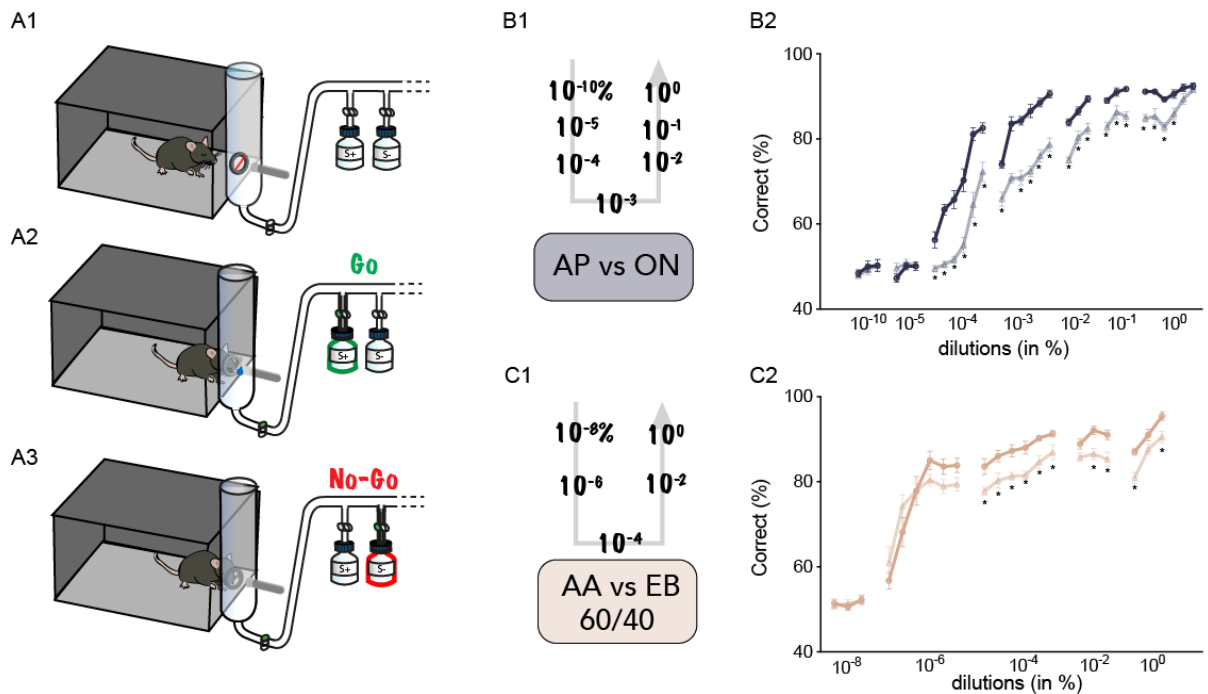 A1
S+ S-
A2
Go
S+ S-
A3
No-Go
S+ S-
B1
10⁻¹⁰% 10⁰
10⁻⁵ 10⁻¹
10⁻⁴ 10⁻²
10⁻³
AP vs ON
B2
Correct (%)
100
80
60
40
10⁻¹⁰ 10⁻⁵ 10⁻⁴ 10⁻³ 10⁻² 10⁻¹ 10⁰
dilutions (in %)
C1
10⁻⁸% 10⁰
10⁻⁶ 10⁻²
10⁻⁴
AA vs EB
60/40
C2
Correct (%)
100
80
60
40
10⁻⁸ 10⁻⁶ 10⁻⁴ 10⁻² 10⁰
dilutions (in %)